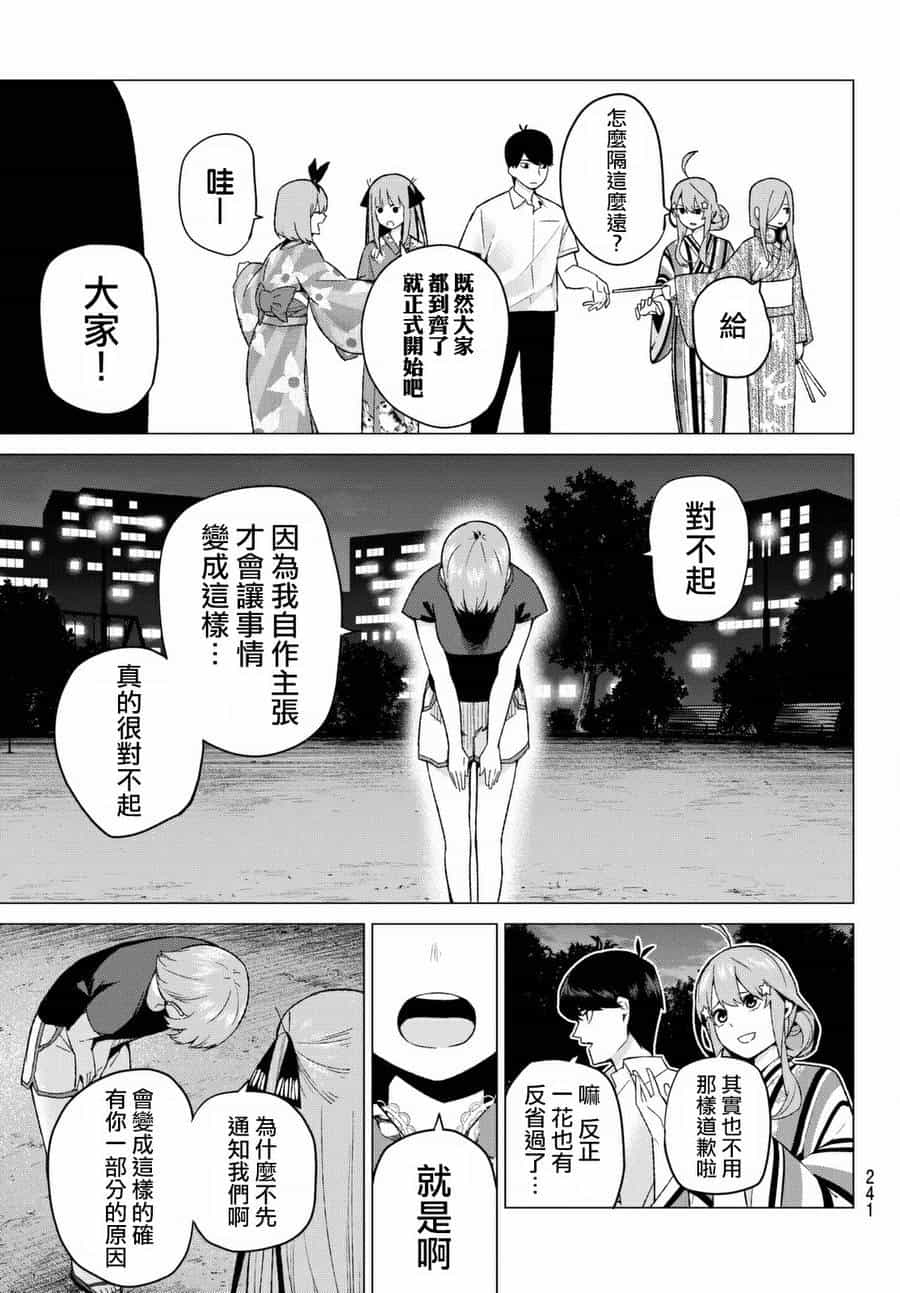 怎麼隔這麼遠?
給
既然大家
都到齊了
就正式開始吧
哇—
大家!
對不起
因為我自作主張
才會讓事情
變成這樣…
真的很對不起
其實也不用
那樣道歉啦
嘛 反正
一花也有
反省過了…
就是啊
為什麼不先
通知我們啊
會變成這樣的確
有你一部分的原因
241